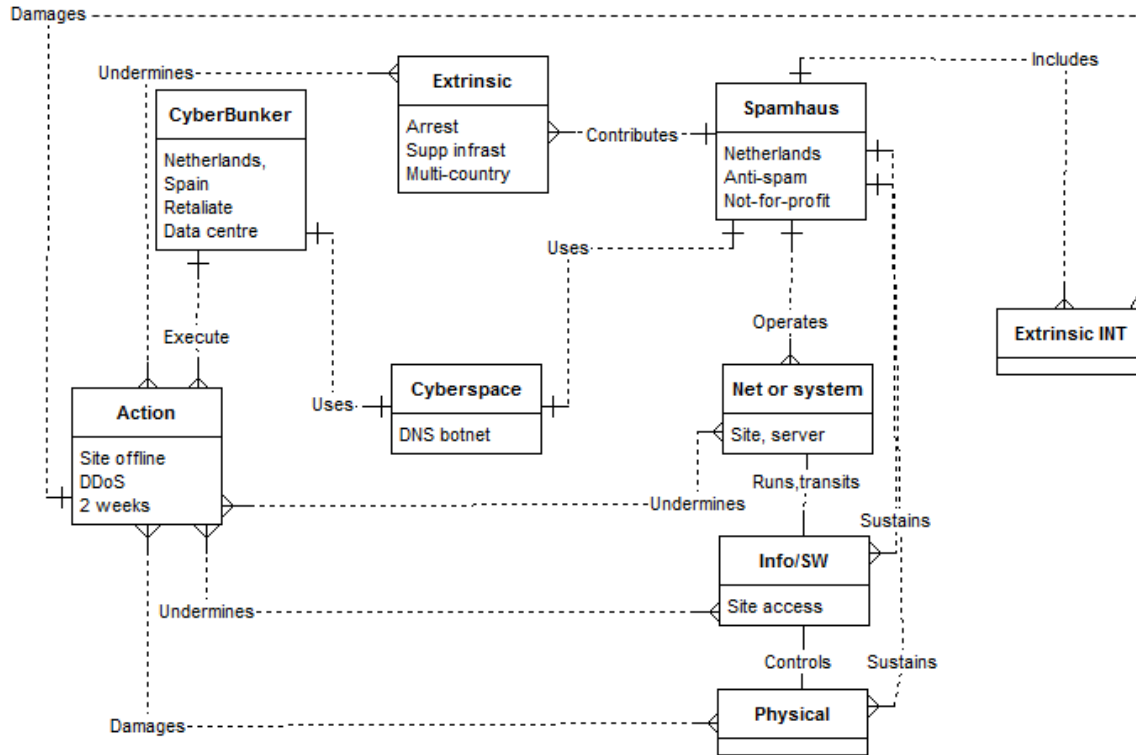 Damages
Includes
Undermines
Extrinsic
Arrest
Supp infrast
Multi-country
CyberBunker
Netherlands,
Spain
Retaliate
Data centre
Contributes
Spamhaus
Netherlands
Anti-spam
Not-for-profit
Uses
Execute
Operates
Extrinsic INT
Action
Site offline
DDoS
2 weeks
Uses
Cyberspace
DNS botnet
Net or system
Site, server
Runs,transits
Undermines
Sustains
Info/SW
Site access
Undermines
Controls
Sustains
Physical
Damages